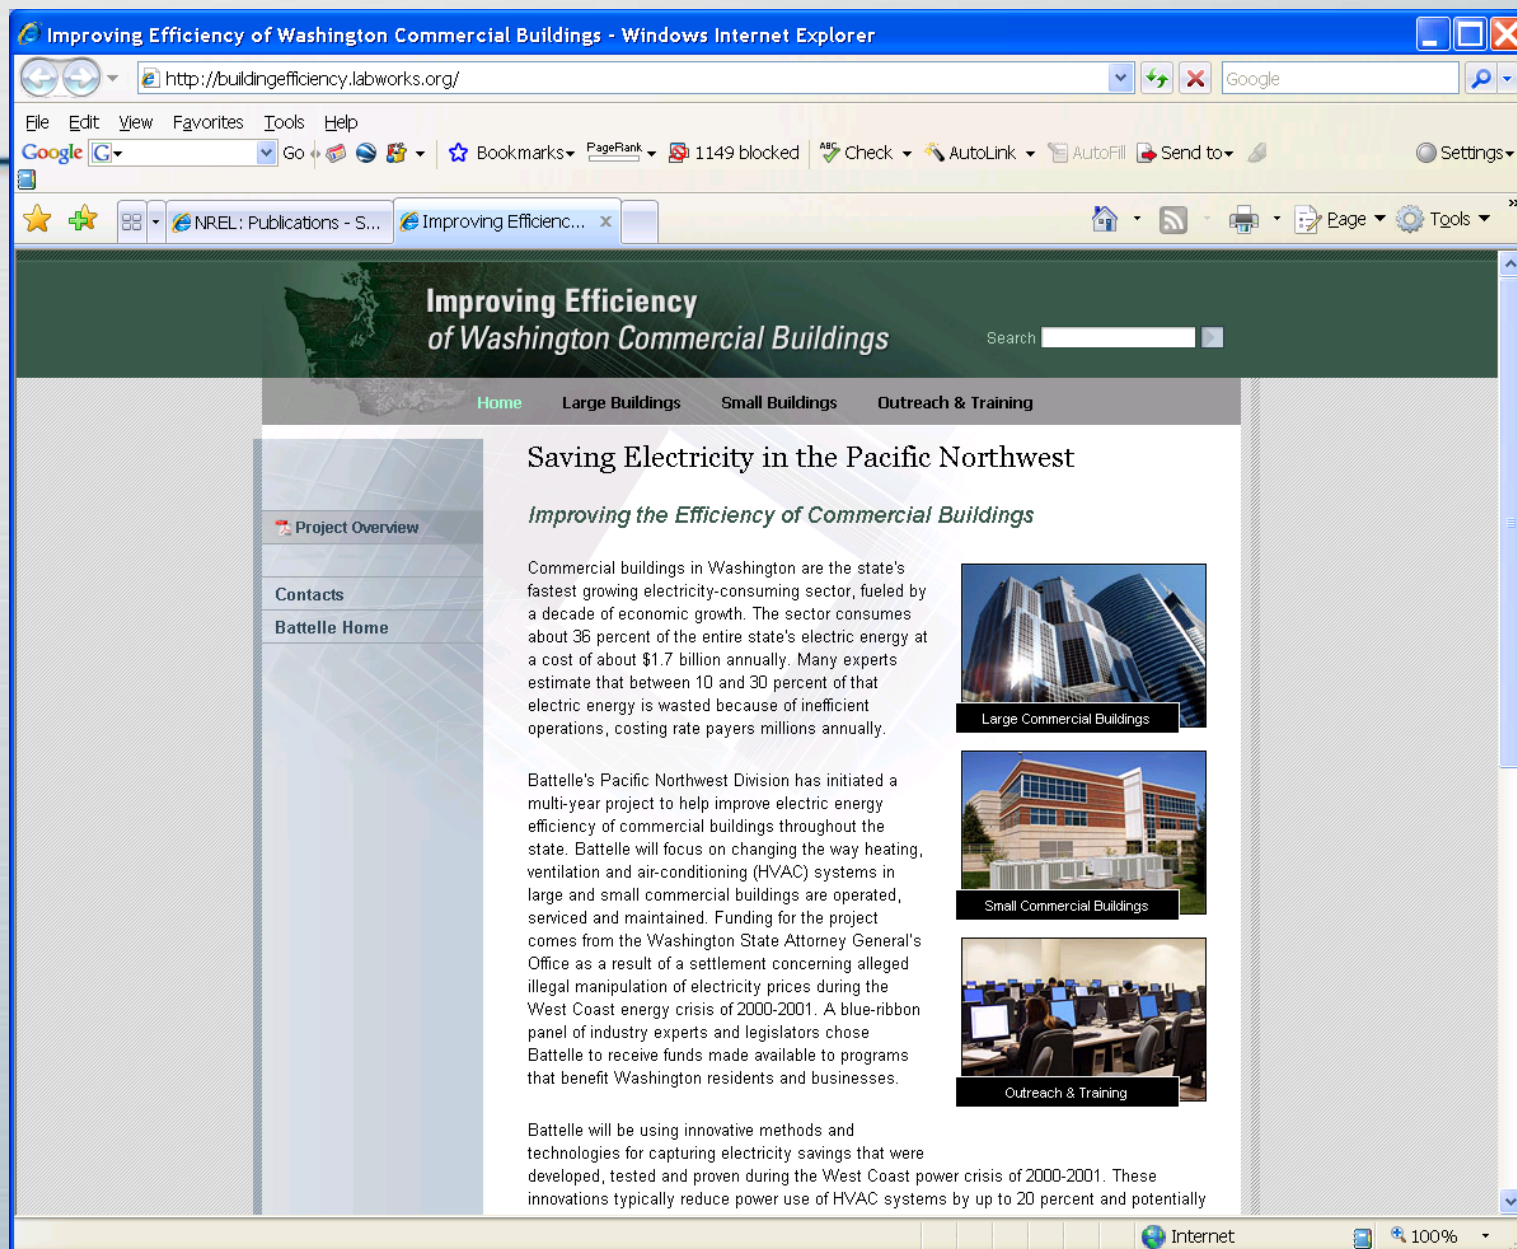 Improving Efficiency of Washington Commercial Buildings - Windows Internet Explorer
http://buildingefficiency.labworks.org/
Google
File Edit View Favorites Tools Help
Google G Go Bookmarks PageRank 1149 blocked Check AutoLink AutoFill Send to Settings
NREL: Publications - S... Improving Efficienc... x Page Tools »
Improving Efficiency
of Washington Commercial Buildings
Search
Home Large Buildings Small Buildings Outreach & Training
Project Overview
Contacts
Battelle Home
Saving Electricity in the Pacific Northwest
Improving the Efficiency of Commercial Buildings
Commercial buildings in Washington are the state's
fastest growing electricity-consuming sector, fueled by
a decade of economic growth. The sector consumes
about 36 percent of the entire state's electric energy at
a cost of about $1.7 billion annually. Many experts
estimate that between 10 and 30 percent of that
electric energy is wasted because of inefficient
operations, costing rate payers millions annually.
Battelle's Pacific Northwest Division has initiated a
multi-year project to help improve electric energy
efficiency of commercial buildings throughout the
state. Battelle will focus on changing the way heating,
ventilation and air-conditioning (HVAC) systems in
large and small commercial buildings are operated,
serviced and maintained. Funding for the project
comes from the Washington State Attorney General's
Office as a result of a settlement concerning alleged
illegal manipulation of electricity prices during the
West Coast energy crisis of 2000-2001. A blue-ribbon
panel of industry experts and legislators chose
Battelle to receive funds made available to programs
that benefit Washington residents and businesses.
Battelle will be using innovative methods and
technologies for capturing electricity savings that were
developed, tested and proven during the West Coast power crisis of 2000-2001. These
innovations typically reduce power use of HVAC systems by up to 20 percent and potentially
Large Commercial Buildings
Small Commercial Buildings
Outreach & Training
Internet 100%